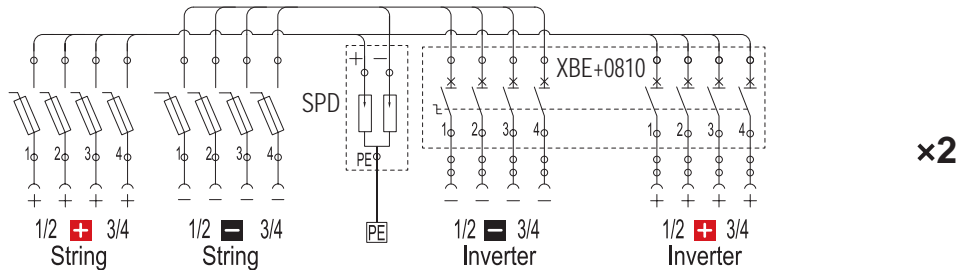 + −
XBE+0810
SPD
1 2 3 4 1 2 3 4 1 2 3 4 1 2 3 4
PE
×2
+ + + + − − − − − − − − + + + +
1/2 + 3/4 1/2 − 3/4 PE 1/2 − 3/4 1/2 + 3/4
String String Inverter Inverter